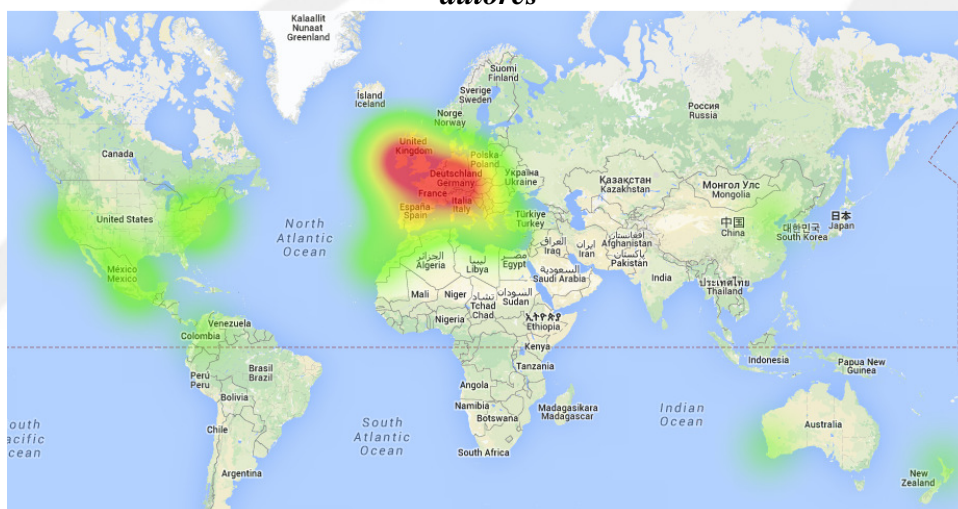 autores
Kalaallit
Nunaat
Greenland
Ísland
Iceland
Suomi
Finland
Sverige
Sweden
Norge
Norway
Россия
Russia
Canada
United
Kingdom
Polska
Poland
Deutschland
Germany
Україна
Ukraine
France
Italia
Italy
España
Spain
Қазақстан
Kazakhstan
Монгол Улс
Mongolia
United States
North
Atlantic
Ocean
Türkiye
Turkey
中国
China
대한민국
South Korea
日本
Japan
العراق
Iraq
ایران
Iran
افغانستان
Afghanistan
پاکستان
Pakistan
الجزائر
Algeria
ليبيا
Libya
مصر
Egypt
السعودية
Saudi Arabia
México
Mexico
India
ประเทศไทย
Thailand
Mali
Niger
تشاد
Tchad
Chad
السودان
Sudan
Nigeria
ኢትዮጵያ
Ethiopia
Venezuela
Colombia
Kenya
Tanzania
Indonesia
Papua New
Guinea
Perú
Peru
Brasil
Brazil
Bolivia
Angola
Namibia
Botswana
Madagasikara
Madagascar
Indian
Ocean
Australia
Chile
South
Atlantic
Ocean
outh
acific
cean
South Africa
Argentina
New
Zealand